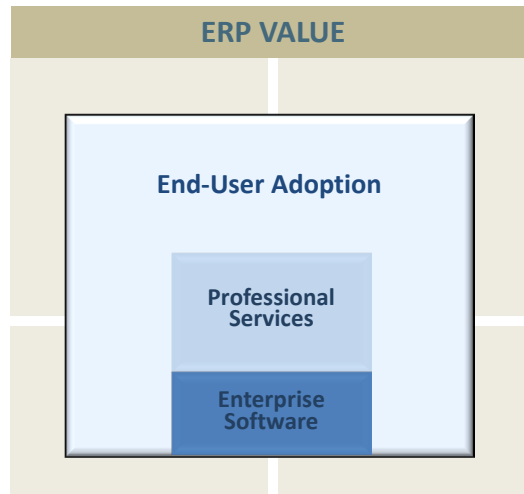 ERP VALUE
End-User Adoption
Professional
Services
Enterprise
Software